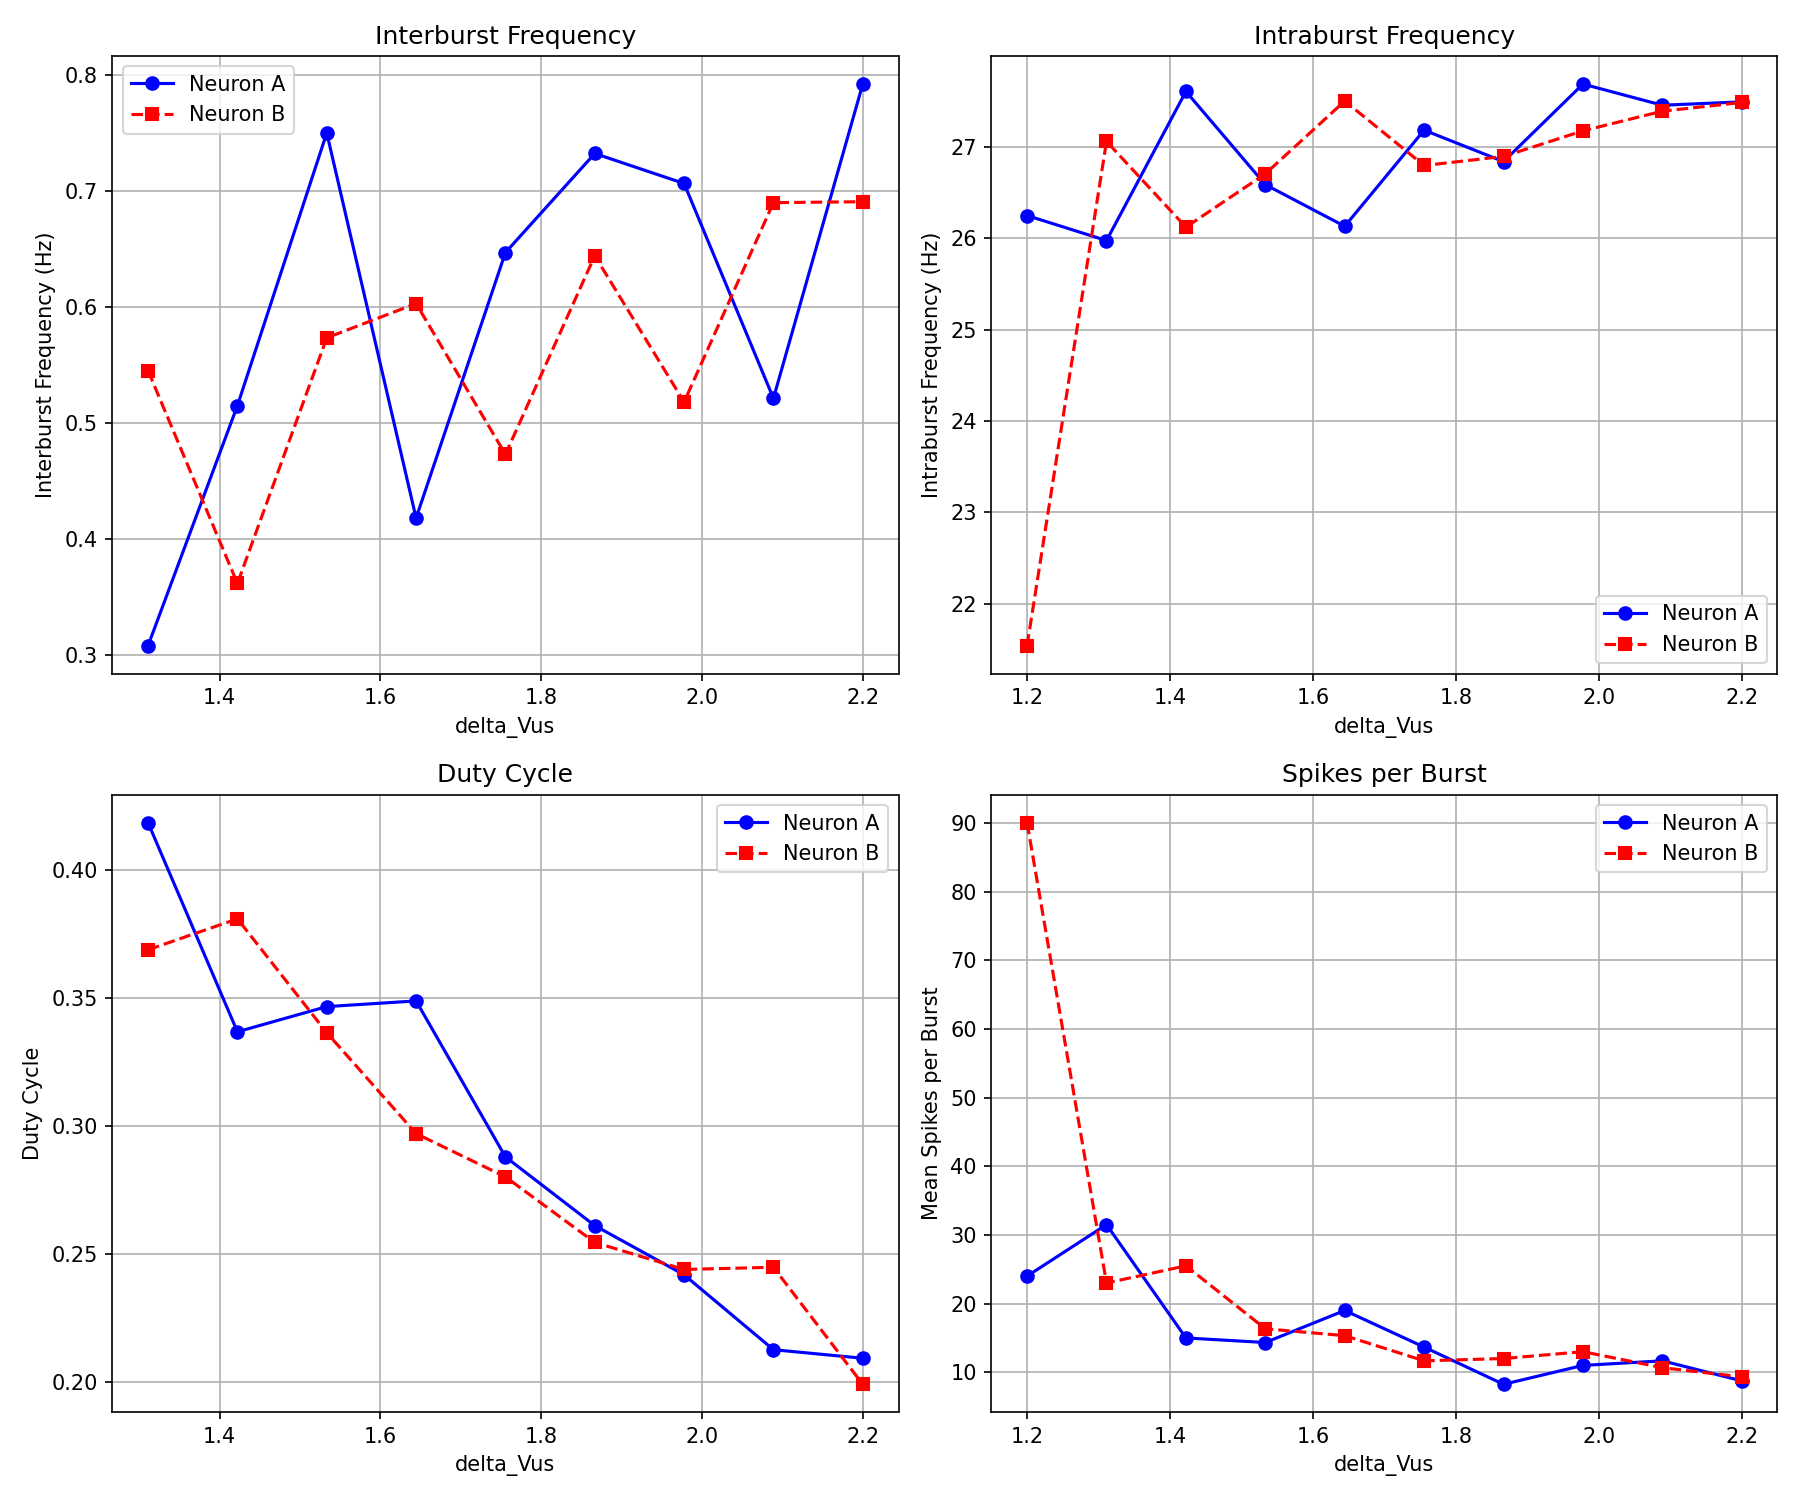 Interburst Frequency
Neuron A
Neuron B
0.8
0.7
0.6
0.5
0.4
0.3
Interburst Frequency (Hz)
1.4
1.6
1.8
2.0
2.2
delta_Vus
Intraburst Frequency
27
26
25
24
23
22
Intraburst Frequency (Hz)
Neuron A
Neuron B
1.2
1.4
1.6
1.8
2.0
2.2
delta_Vus
Duty Cycle
Neuron A
Neuron B
0.40
0.35
0.30
0.25
0.20
Duty Cycle
1.4
1.6
1.8
2.0
2.2
delta_Vus
Spikes per Burst
Neuron A
Neuron B
90
80
70
60
50
40
30
20
10
Mean Spikes per Burst
1.2
1.4
1.6
1.8
2.0
2.2
delta_Vus